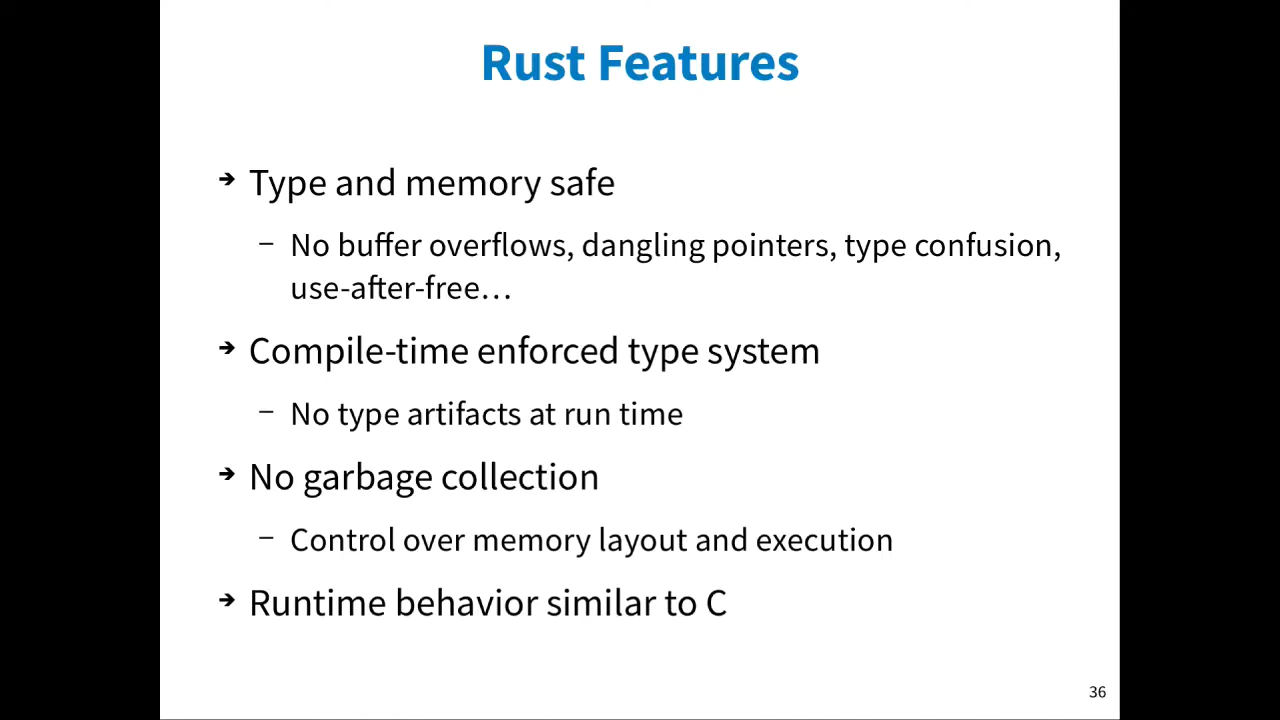 Rust Features
➔ Type and memory safe
– No buffer overflows, dangling pointers, type confusion,
use-after-free…
➔ Compile-time enforced type system
– No type artifacts at run time
➔ No garbage collection
– Control over memory layout and execution
➔ Runtime behavior similar to C
36